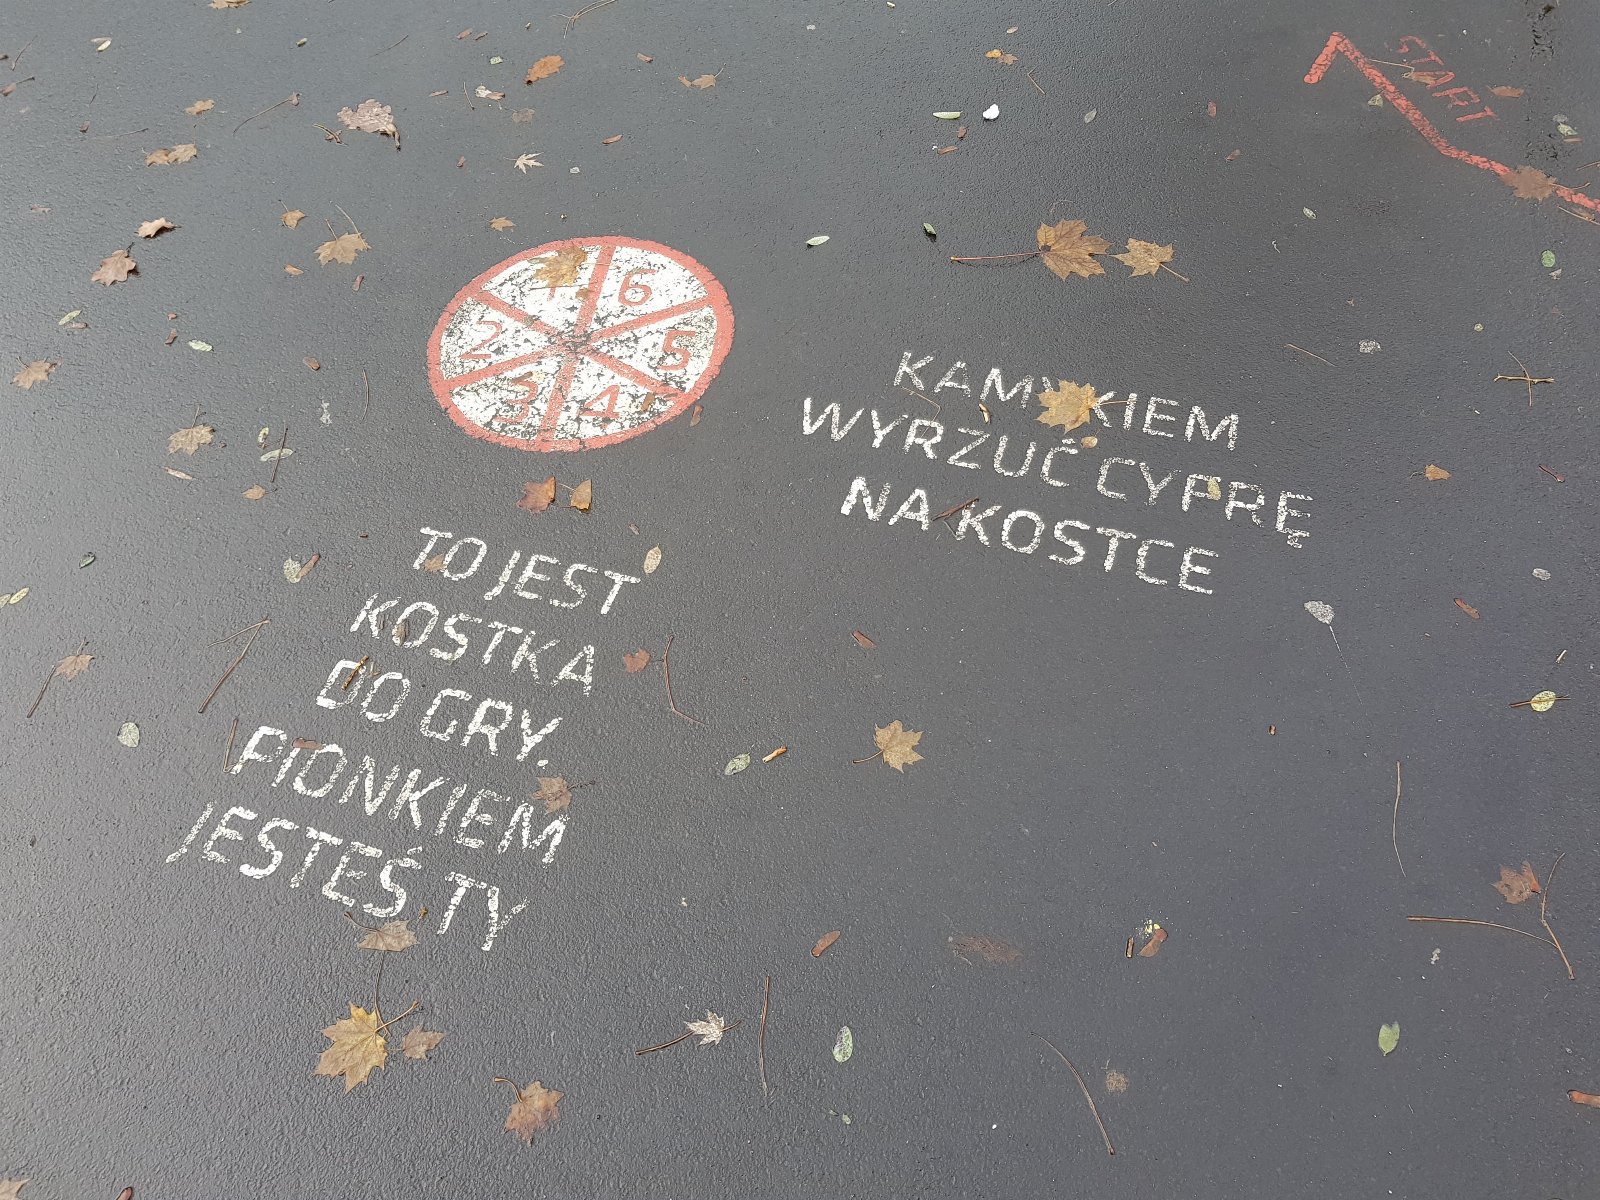 START
1
6
2
5
3
4
KAMYKIEM
WYRZUĆ CYFRĘ
NA KOSTCE
TO JEST
KOSTKA
DO GRY.
PIONKIEM
JESTEŚ TY